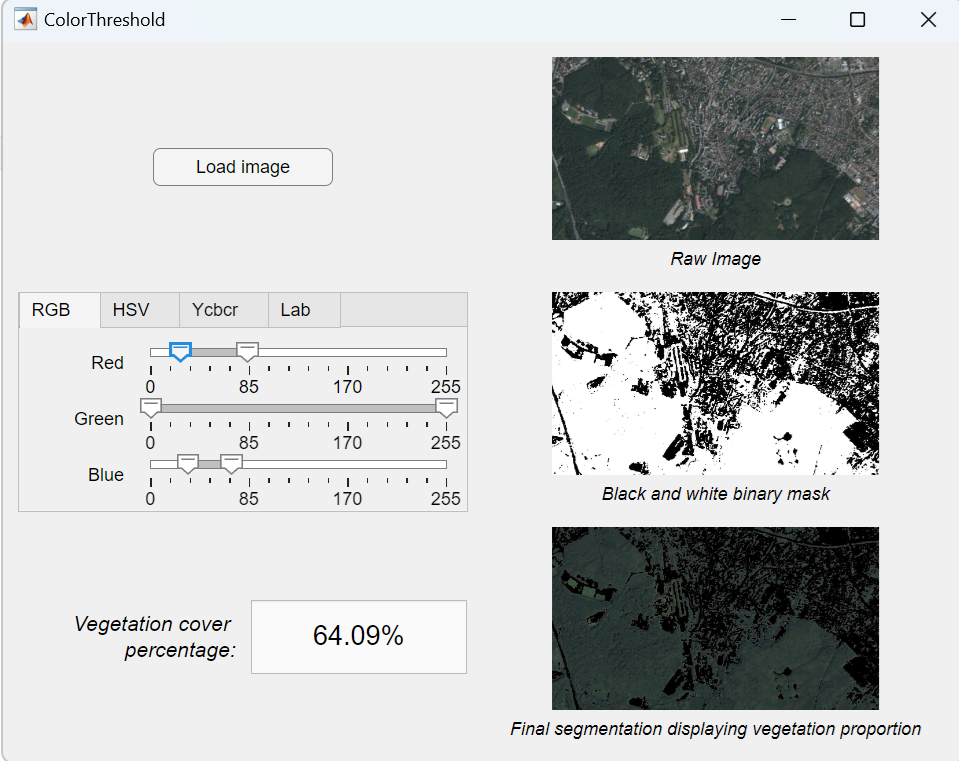 ColorThreshold
Load image
Raw Image
RGB HSV Ycbcr Lab
Red
0 85 170 255
Green
0 85 170 255
Blue
0 85 170 255
Black and white binary mask
Vegetation cover
percentage:
64.09%
Final segmentation displaying vegetation proportion